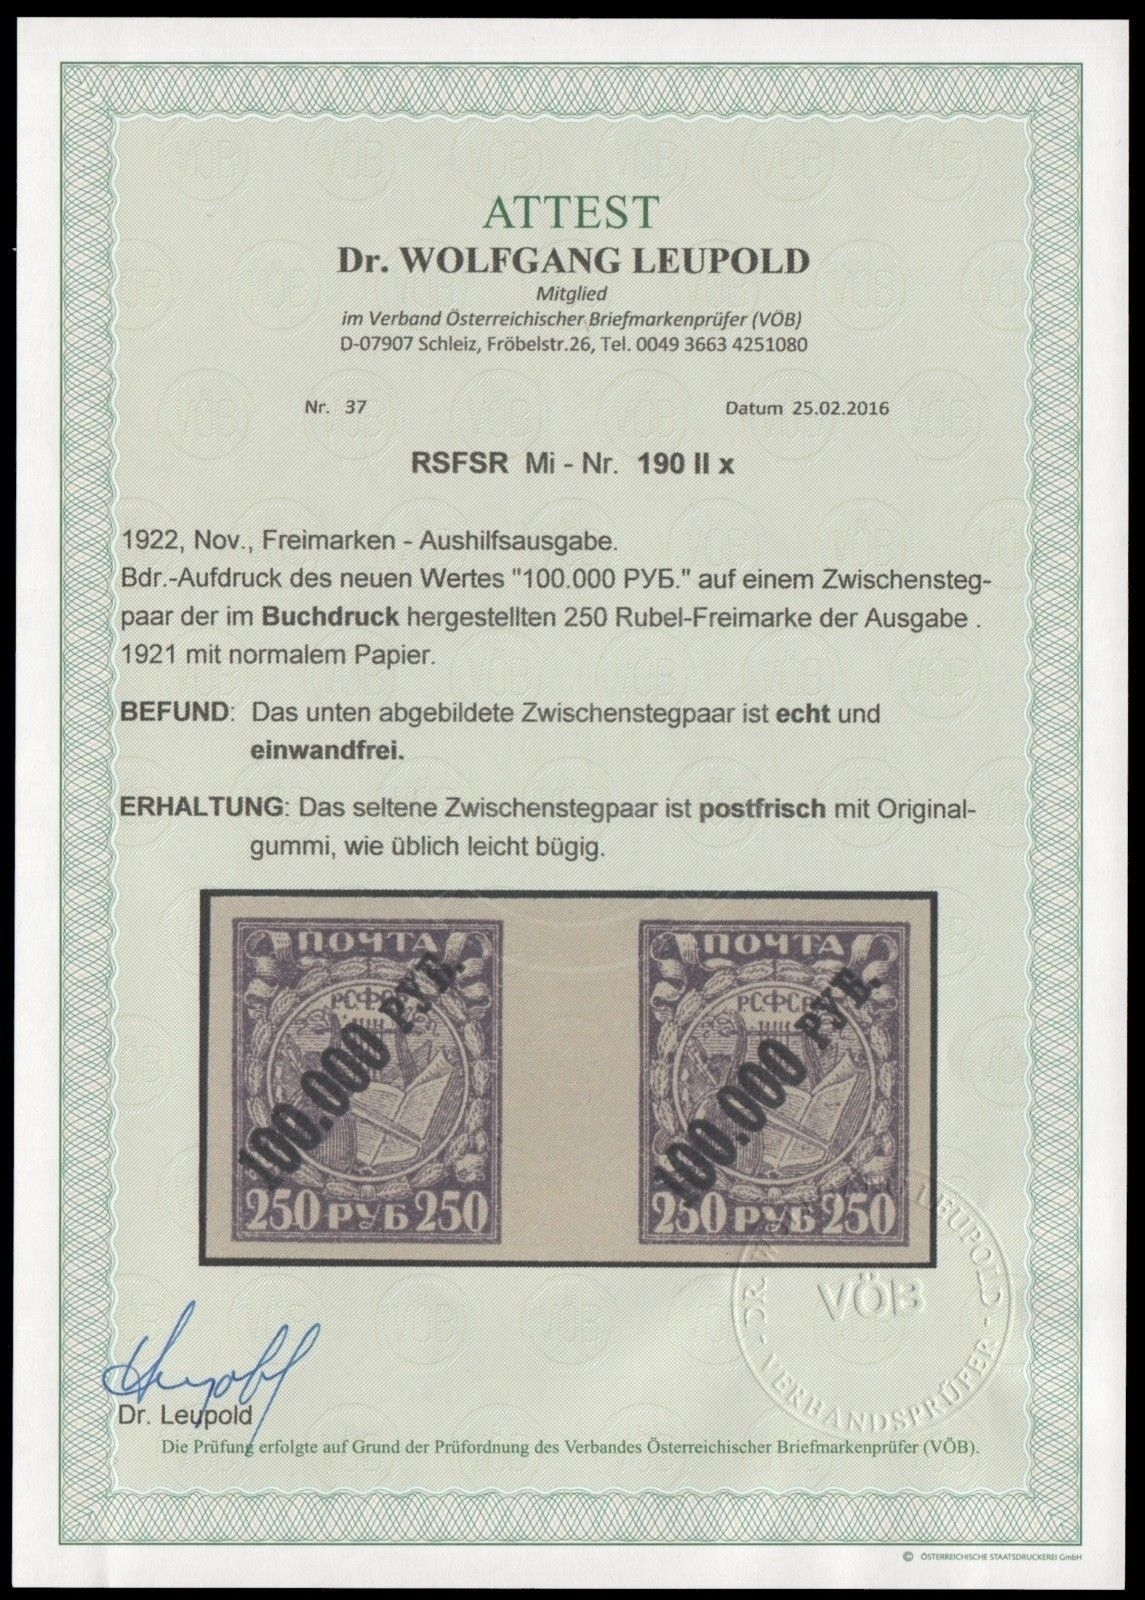 ATTEST
Dr. WOLFGANG LEUPOLD
Mitglied
im Verband Österreichischer Briefmarkenprüfer (VÖB)
D-07907 Schleiz, Fröbelstr.26, Tel. 0049 3663 4251080
Nr. 37 Datum 25.02.2016
RSFSR Mi - Nr. 190 II x
1922, Nov., Freimarken - Aushilfsausgabe.
Bdr.-Aufdruck des neuen Wertes "100.000 РУБ." auf einem Zwischensteg-
paar der im Buchdruck hergestellten 250 Rubel-Freimarke der Ausgabe .
1921 mit normalem Papier.
BEFUND: Das unten abgebildete Zwischenstegpaar ist echt und
einwandfrei.
ERHALTUNG: Das seltene Zwischenstegpaar ist postfrisch mit Original-
gummi, wie üblich leicht bügig.
ПОЧТА ПОЧТА
РСФСР РСФСР
100.000 РУБ. 100.000 РУБ.
250 РУБ 250 250 РУБ 250
DR. LEUPOLD - VERBANDSPRÜFER -
VÖB
Dr. Leupold
Die Prüfung erfolgte auf Grund der Prüfordnung des Verbandes Österreichischer Briefmarkenprüfer (VÖB).
© ÖSTERREICHISCHE STAATSDRUCKEREI GmbH